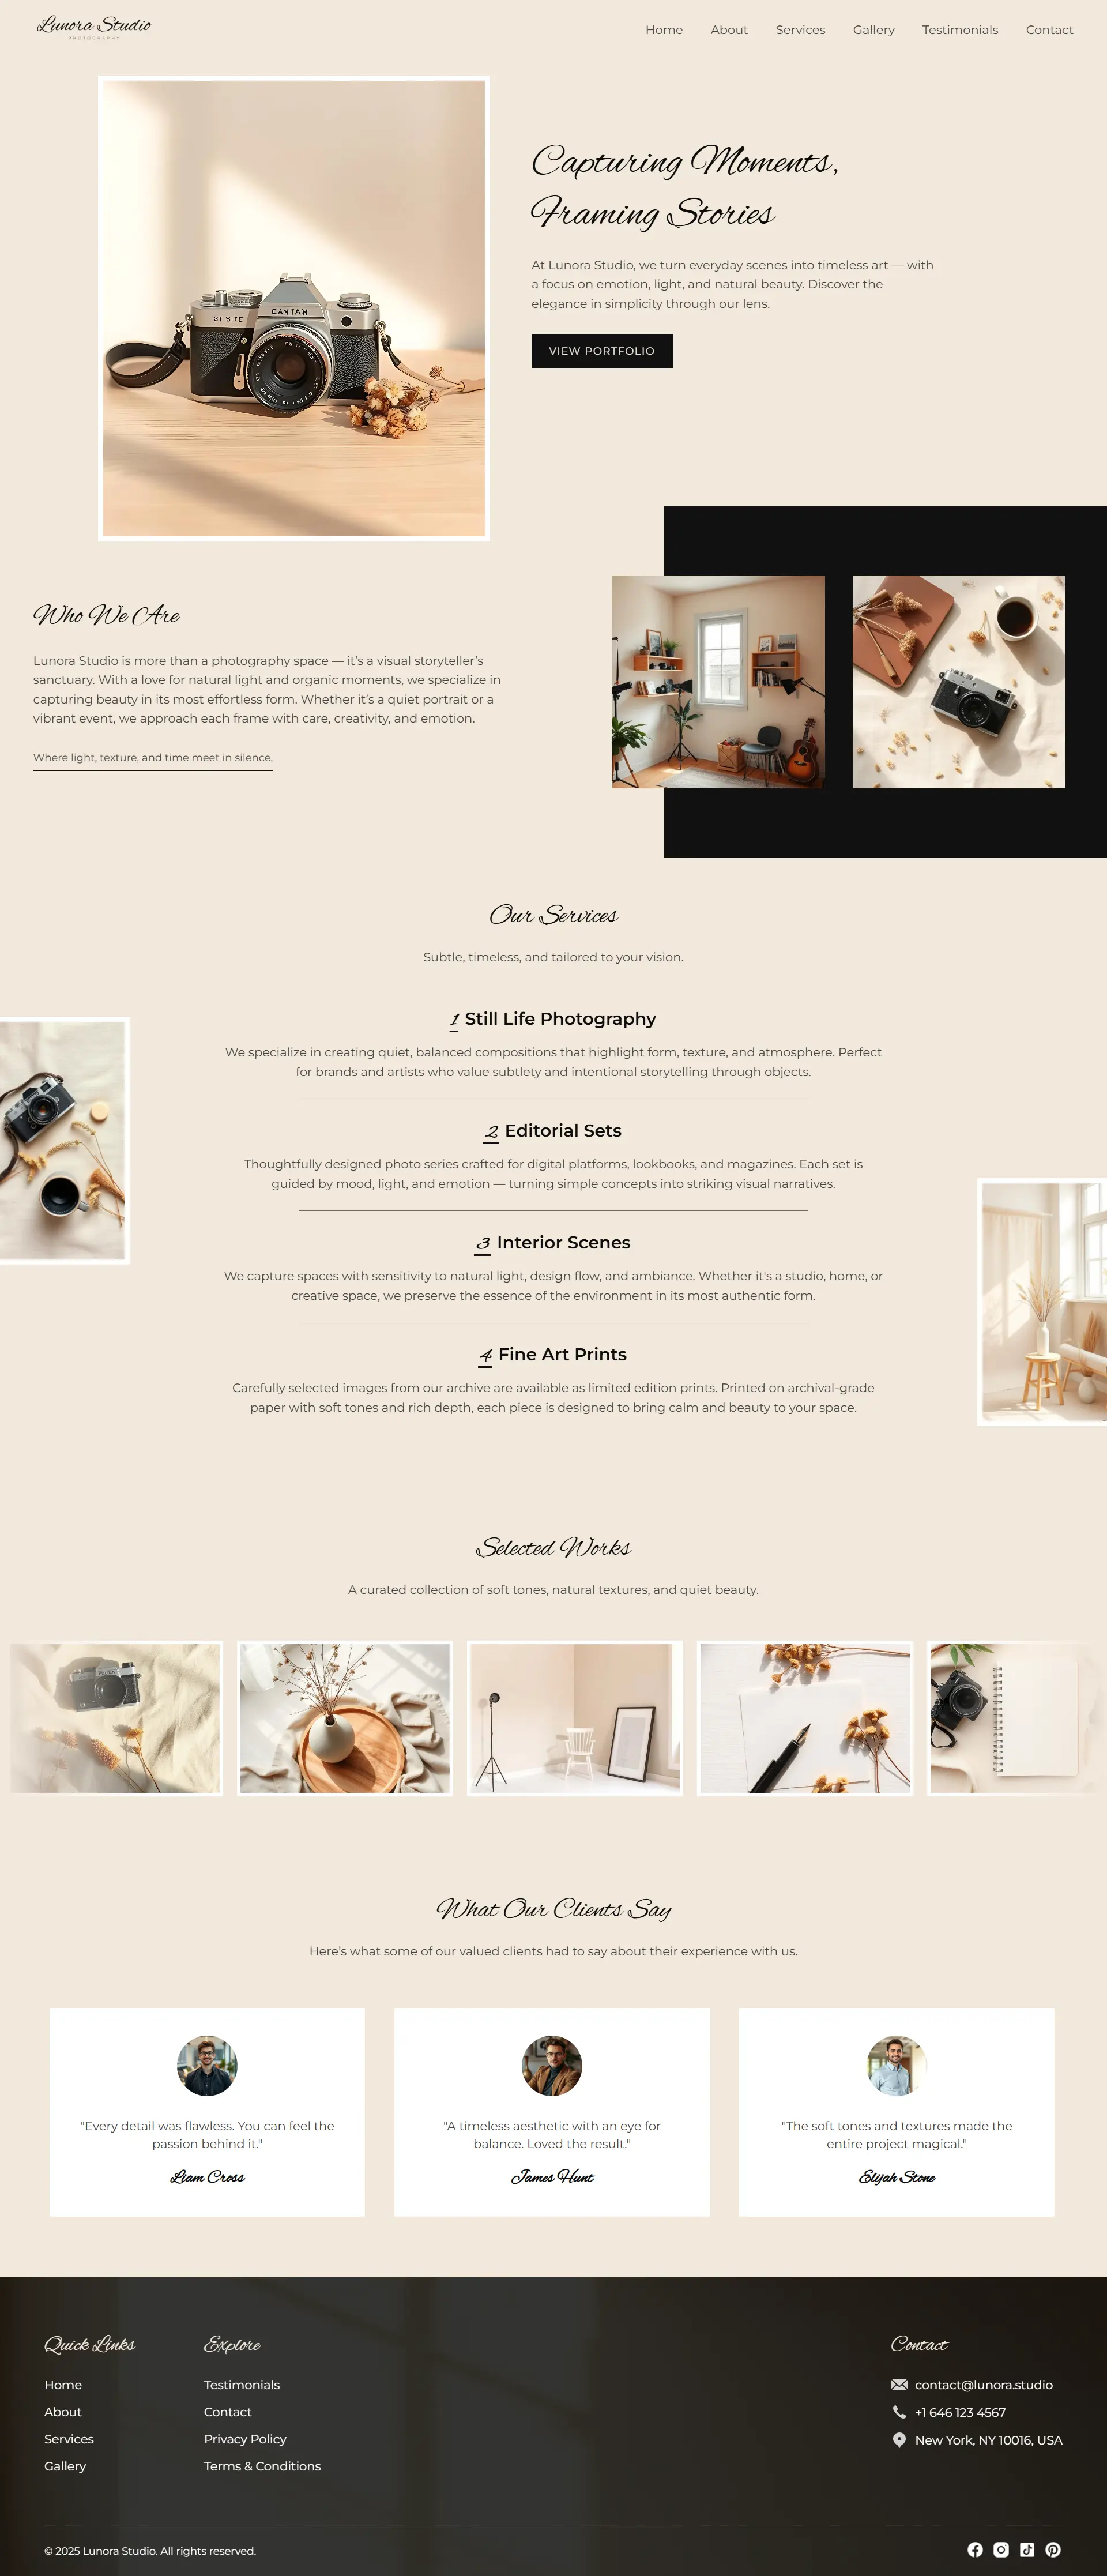 Lunora Studio
PHOTOGRAPHY
Home
About
Services
Gallery
Testimonials
Contact
Capturing Moments,
Framing Stories
At Lunora Studio, we turn everyday scenes into timeless art — with
a focus on emotion, light, and natural beauty. Discover the
elegance in simplicity through our lens.
VIEW PORTFOLIO
ST SITE
CANTAN
Who We Are
Lunora Studio is more than a photography space — it’s a visual storyteller’s
sanctuary. With a love for natural light and organic moments, we specialize in
capturing beauty in its most effortless form. Whether it’s a quiet portrait or a
vibrant event, we approach each frame with care, creativity, and emotion.
Where light, texture, and time meet in silence.
Our Services
Subtle, timeless, and tailored to your vision.
1 Still Life Photography
We specialize in creating quiet, balanced compositions that highlight form, texture, and atmosphere. Perfect
for brands and artists who value subtlety and intentional storytelling through objects.
2 Editorial Sets
Thoughtfully designed photo series crafted for digital platforms, lookbooks, and magazines. Each set is
guided by mood, light, and emotion — turning simple concepts into striking visual narratives.
3 Interior Scenes
We capture spaces with sensitivity to natural light, design flow, and ambiance. Whether it's a studio, home, or
creative space, we preserve the essence of the environment in its most authentic form.
4 Fine Art Prints
Carefully selected images from our archive are available as limited edition prints. Printed on archival-grade
paper with soft tones and rich depth, each piece is designed to bring calm and beauty to your space.
Selected Works
A curated collection of soft tones, natural textures, and quiet beauty.
What Our Clients Say
Here’s what some of our valued clients had to say about their experience with us.
"Every detail was flawless. You can feel the
passion behind it."
Liam Cross
"A timeless aesthetic with an eye for
balance. Loved the result."
James Hunt
"The soft tones and textures made the
entire project magical."
Elijah Stone
Quick Links
Home
About
Services
Gallery
Explore
Testimonials
Contact
Privacy Policy
Terms & Conditions
Contact
contact@lunora.studio
+1 646 123 4567
New York, NY 10016, USA
© 2025 Lunora Studio. All rights reserved.